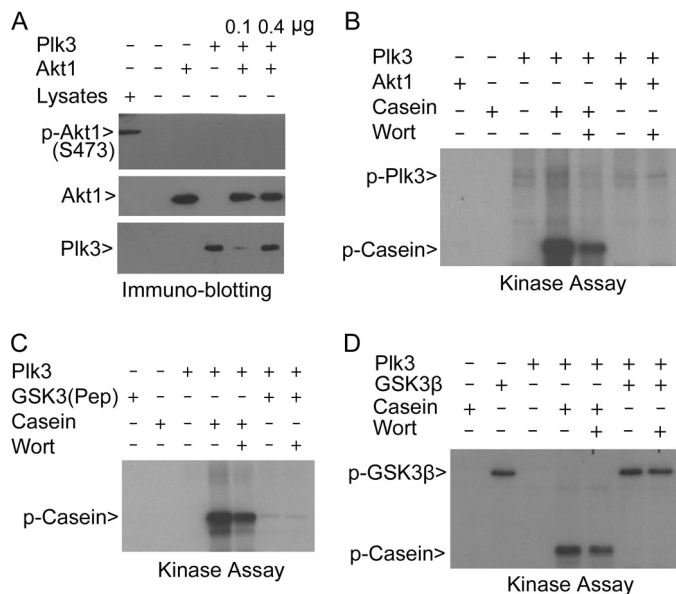 A
0.1 0.4 μg
Plk3 - - - + + +
Akt1 - - + - + +
Lysates + - - - - -
p-Akt1>
(S473)
Akt1>
Plk3>
Immuno-blotting
B
Plk3 - - + + + + +
Akt1 + - - - - + +
Casein - + - + + - -
Wort - - - - + - +
p-Plk3>
p-Casein>
Kinase Assay
C
Plk3 - - + + + + +
GSK3(Pep) + - - - - + +
Casein - + - + + - -
Wort - - - - + - +
p-Casein>
Kinase Assay
D
Plk3 - - + + + + +
GSK3β - + - - - + +
Casein + - - + + - -
Wort - - - - + - +
p-GSK3β>
p-Casein>
Kinase Assay